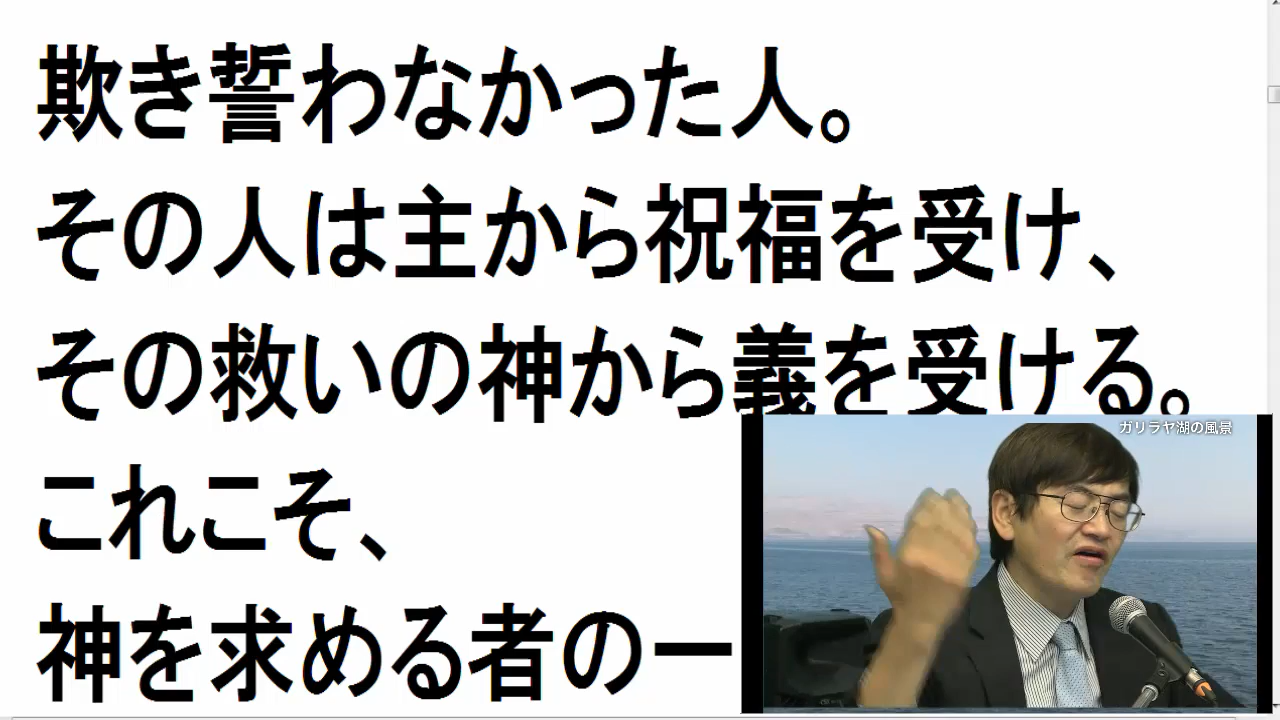 欺き誓わなかった人。
その人は主から祝福を受け、
その救いの神から義を受ける。
これこそ、
神を求める者の一
ガリラヤ湖の風景